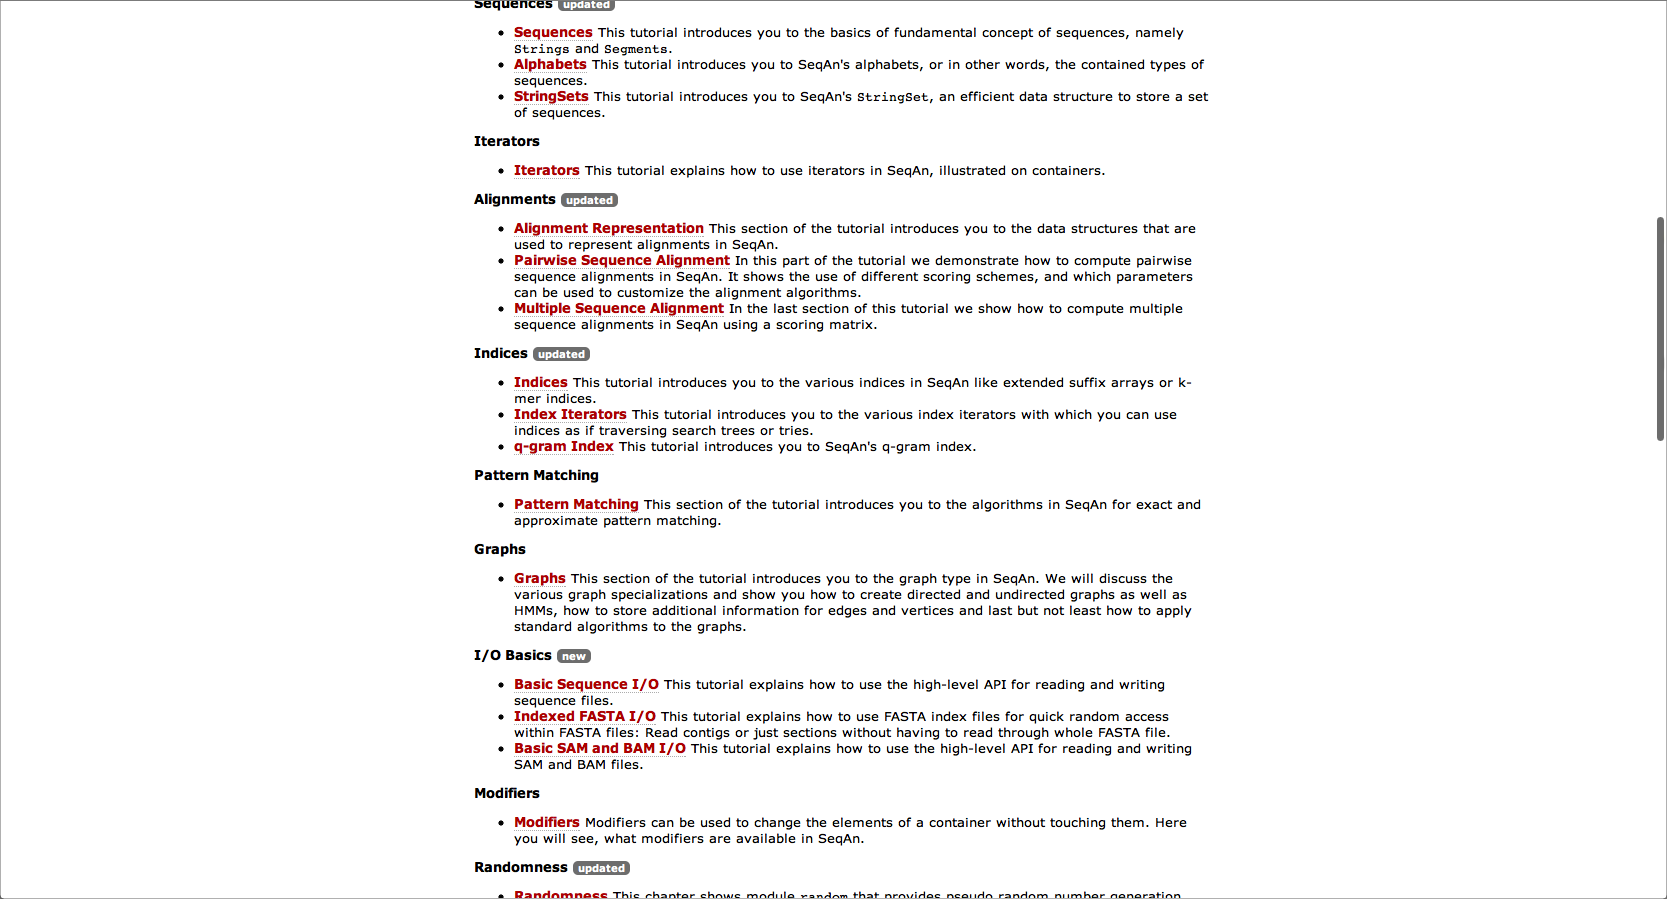 Sequences updated
Sequences This tutorial introduces you to the basics of fundamental concept of sequences, namely
Strings and Segments.
Alphabets This tutorial introduces you to SeqAn's alphabets, or in other words, the contained types of
sequences.
StringSets This tutorial introduces you to SeqAn's StringSet, an efficient data structure to store a set
of sequences.
Iterators
Iterators This tutorial explains how to use iterators in SeqAn, illustrated on containers.
Alignments updated
Alignment Representation This section of the tutorial introduces you to the data structures that are
used to represent alignments in SeqAn.
Pairwise Sequence Alignment In this part of the tutorial we demonstrate how to compute pairwise
sequence alignments in SeqAn. It shows the use of different scoring schemes, and which parameters
can be used to customize the alignment algorithms.
Multiple Sequence Alignment In the last section of this tutorial we show how to compute multiple
sequence alignments in SeqAn using a scoring matrix.
Indices updated
Indices This tutorial introduces you to the various indices in SeqAn like extended suffix arrays or k-
mer indices.
Index Iterators This tutorial introduces you to the various index iterators with which you can use
indices as if traversing search trees or tries.
q-gram Index This tutorial introduces you to SeqAn's q-gram index.
Pattern Matching
Pattern Matching This section of the tutorial introduces you to the algorithms in SeqAn for exact and
approximate pattern matching.
Graphs
Graphs This section of the tutorial introduces you to the graph type in SeqAn. We will discuss the
various graph specializations and show you how to create directed and undirected graphs as well as
HMMs, how to store additional information for edges and vertices and last but not least how to apply
standard algorithms to the graphs.
I/O Basics new
Basic Sequence I/O This tutorial explains how to use the high-level API for reading and writing
sequence files.
Indexed FASTA I/O This tutorial explains how to use FASTA index files for quick random access
within FASTA files: Read contigs or just sections without having to read through whole FASTA file.
Basic SAM and BAM I/O This tutorial explains how to use the high-level API for reading and writing
SAM and BAM files.
Modifiers
Modifiers Modifiers can be used to change the elements of a container without touching them. Here
you will see, what modifiers are available in SeqAn.
Randomness updated
Randomness This chapter shows module random that provides pseudo random number generation